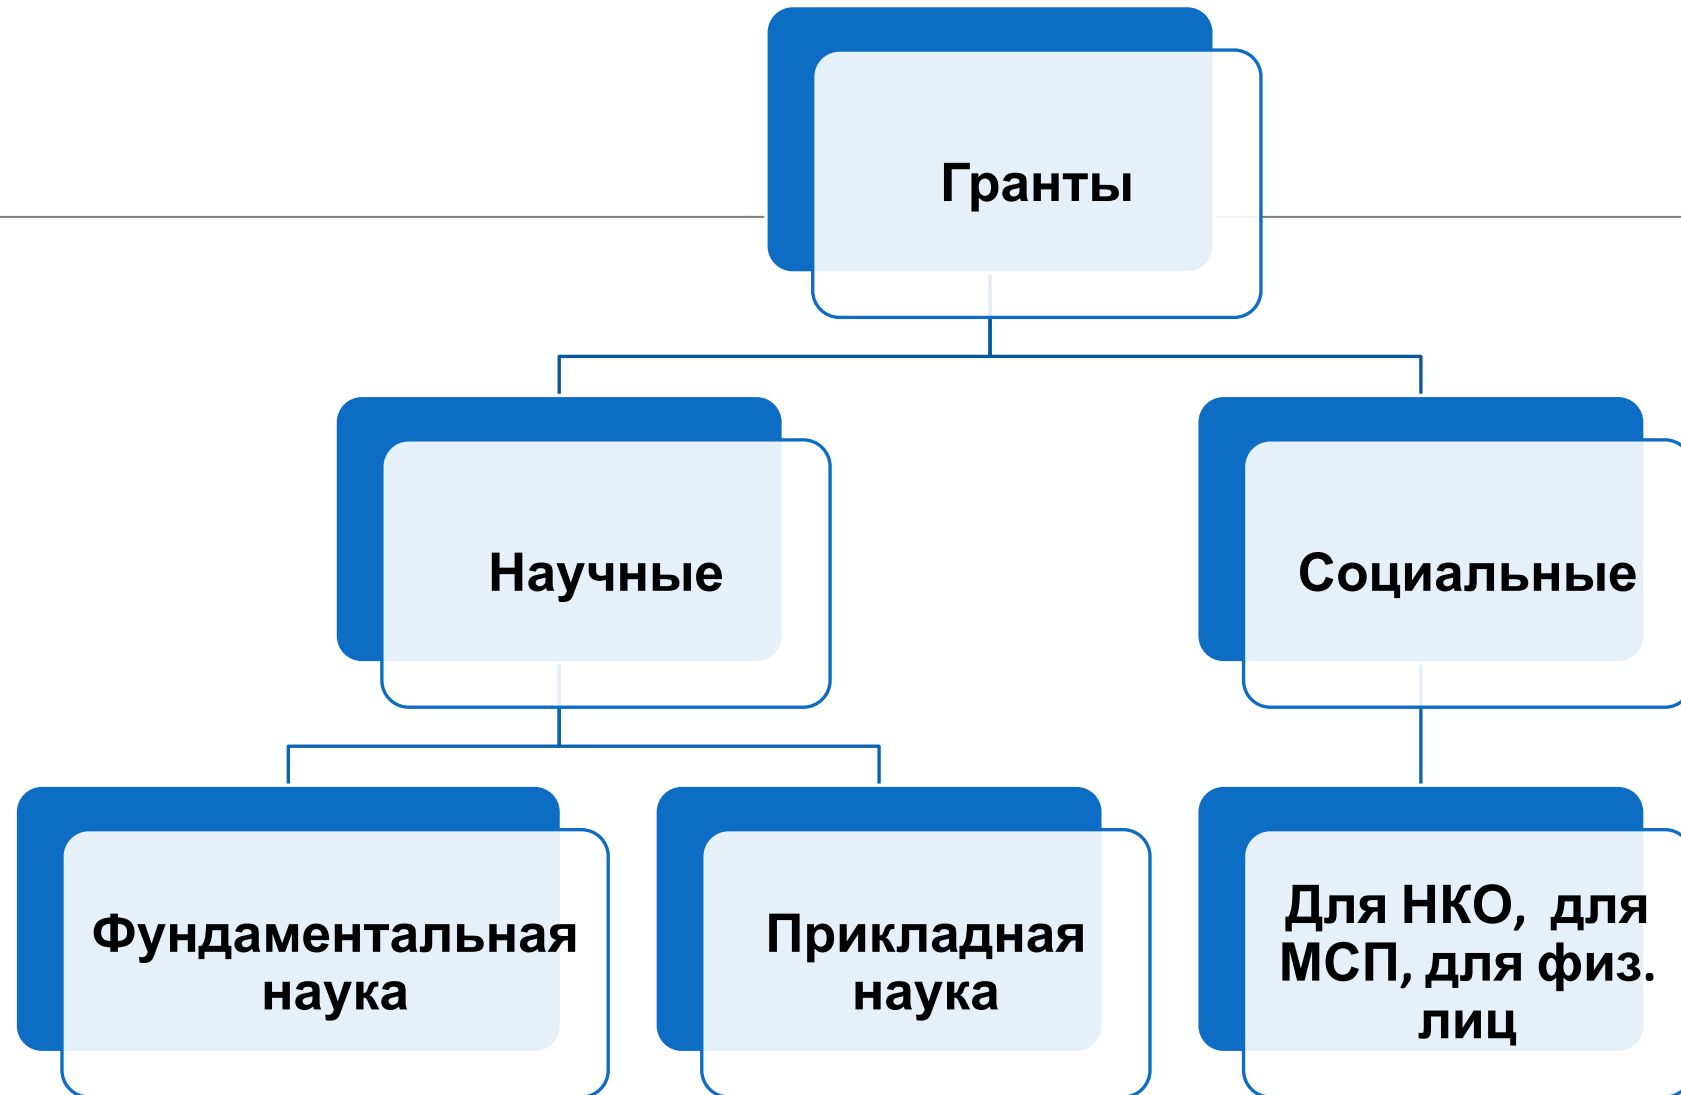 Гранты
Научные
Социальные
Фундаментальная
наука
Прикладная
наука
Для НКО,  для
МСП, для физ.
лиц